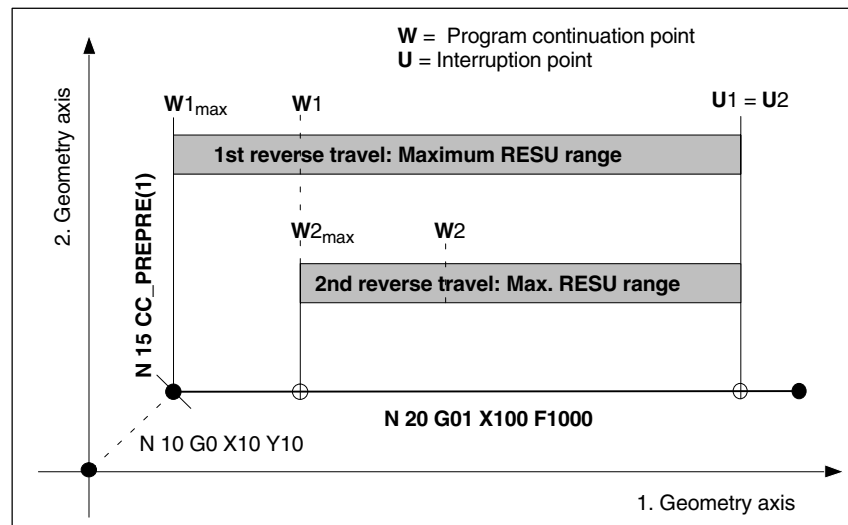 W = Program continuation point
U = Interruption point
2. Geometry axis
W1max
W1
U1 = U2
1st reverse travel: Maximum RESU range
N 15 CC_PREPRE(1)
W2max
W2
2nd reverse travel: Max. RESU range
N 20 G01 X100 F1000
N 10 G0 X10 Y10
1. Geometry axis